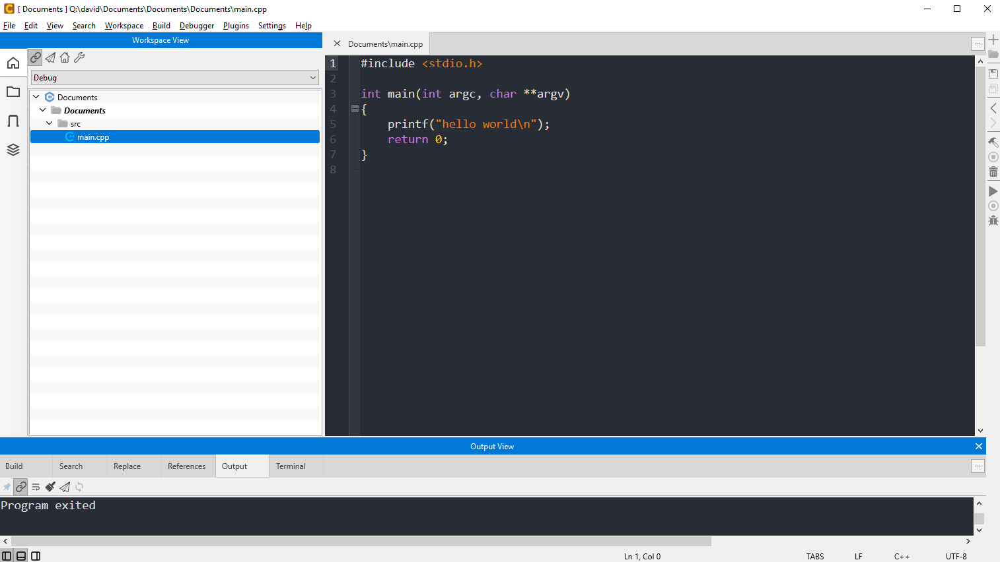 [ Documents ] Q:\david\Documents\Documents\Documents\main.cpp
File Edit View Search Workspace Build Debugger Plugins Settings Help
Workspace View
Debug
Documents
Documents
src
main.cpp
Documents\main.cpp
1 #include <stdio.h>
2
3 int main(int argc, char **argv)
4 {
5     printf("hello world\n");
6     return 0;
7 }
8
Output View
Build Search Replace References Output Terminal
Program exited
Ln 1, Col 0 TABS LF C++ UTF-8